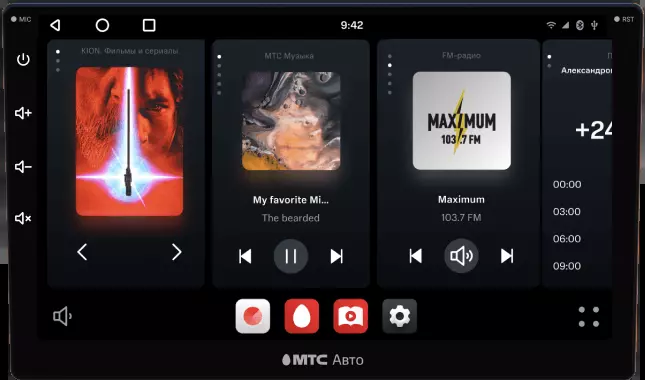 MIC
9:42
RST
KION. Фильмы и сериалы
МТС Музыка
My favorite Mi...
The bearded
FM-радио
MAXIMUM
103.7 FM
Maximum
103.7 FM
П
Александров
+24
00:00
03:00
06:00
09:00
МТС Авто